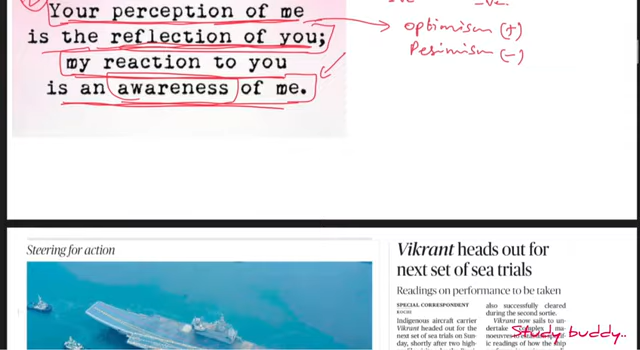 Your perception of me
is the reflection of you;
my reaction to you
is an awareness of me.
-ve
optimism (+)
Pesimism (-)
Steering for action
Vikrant heads out for
next set of sea trials
Readings on performance to be taken
SPECIAL CORRESPONDENT
KOCHI
Indigenous aircraft carrier
Vikrant headed out for the
next set of sea trials on Sun-
day, shortly after two high-
also successfully cleared
during the second sortie.
Vikrant now sails to un-
dertake complex
ic readings of how the ship
Study buddy..